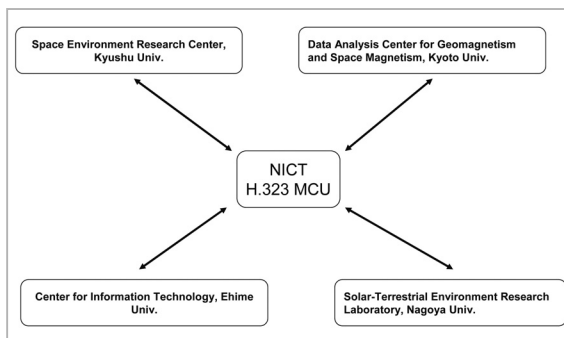 Space Environment Research Center,
Kyushu Univ.
Data Analysis Center for Geomagnetism
and Space Magnetism, Kyoto Univ.
NICT
H.323 MCU
Center for Information Technology, Ehime
Univ.
Solar-Terrestrial Environment Research
Laboratory, Nagoya Univ.